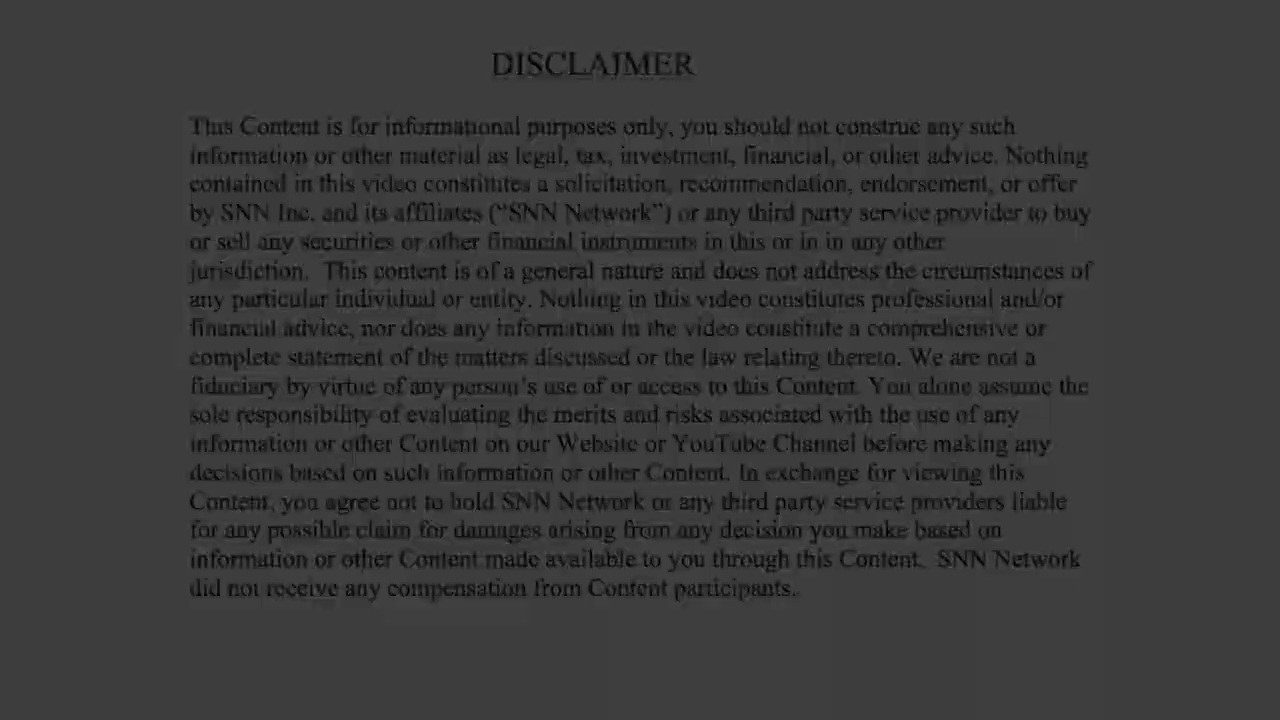 DISCLAIMER
This Content is for informational purposes only, you should not construe any such
information or other material as legal, tax, investment, financial, or other advice. Nothing
contained in this video constitutes a solicitation, recommendation, endorsement, or offer
by SNN Inc. and its affiliates (“SNN Network”) or any third party service provider to buy
or sell any securities or other financial instruments in this or in in any other
jurisdiction.  This content is of a general nature and does not address the circumstances of
any particular individual or entity. Nothing in this video constitutes professional and/or
financial advice, nor does any information in the video constitute a comprehensive or
complete statement of the matters discussed or the law relating thereto. We are not a
fiduciary by virtue of any person’s use of or access to this Content. You alone assume the
sole responsibility of evaluating the merits and risks associated with the use of any
information or other Content on our Website or YouTube Channel before making any
decisions based on such information or other Content. In exchange for viewing this
Content, you agree not to hold SNN Network or any third party service providers liable
for any possible claim for damages arising from any decision you make based on
information or other Content made available to you through this Content.  SNN Network
did not receive any compensation from Content participants.